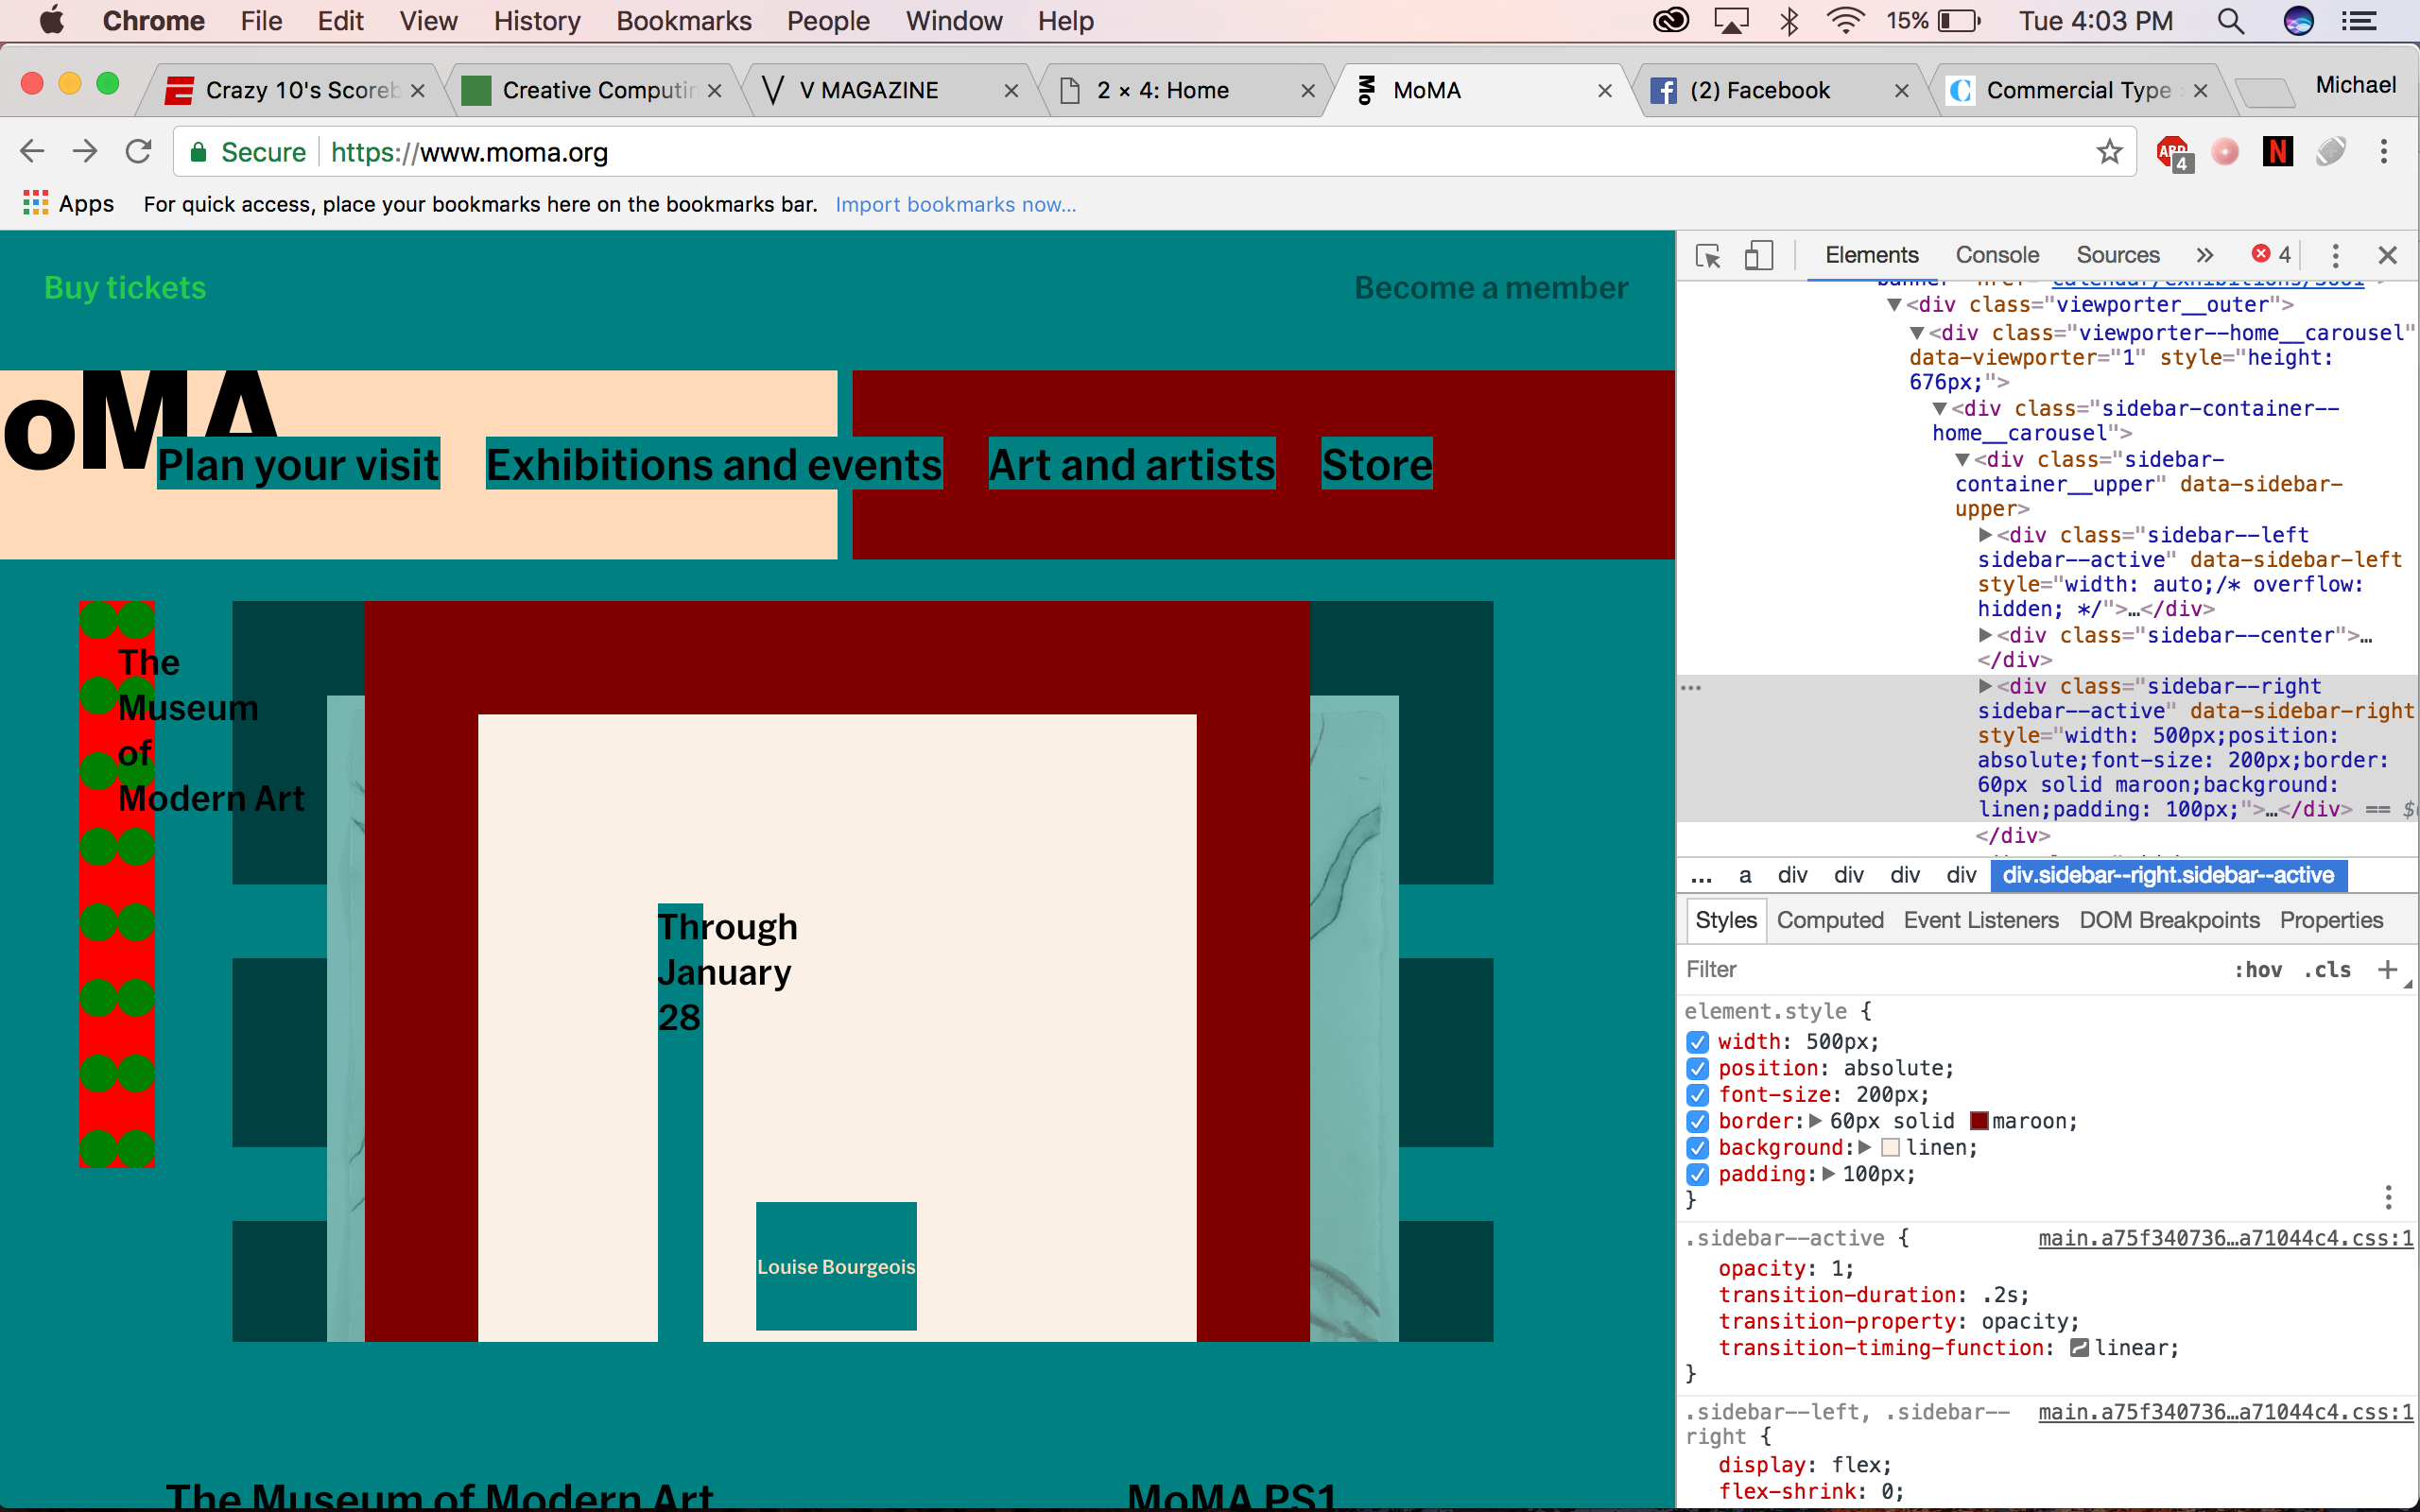 Chrome File Edit View History Bookmarks People Window Help 15% Tue 4:03 PM
Crazy 10's Scoreb Creative Computin V MAGAZINE 2 × 4: Home MoMA (2) Facebook Commercial Type Michael
Secure https://www.moma.org ABP 4 N
Apps For quick access, place your bookmarks here on the bookmarks bar. Import bookmarks now...
Buy tickets Become a member
oMA
Plan your visit Exhibitions and events Art and artists Store
The
Museum
of
Modern Art
Through
January
28
Louise Bourgeois
The Museum of Modern Art MoMA PS1
Elements Console Sources » 4
<div class="viewporter__outer">
<div class="viewporter--home__carousel"
data-viewporter="1" style="height:
676px;">
<div class="sidebar-container--
home__carousel">
<div class="sidebar-
container__upper" data-sidebar-
upper>
<div class="sidebar--left
sidebar--active" data-sidebar-left
style="width: auto;/* overflow:
hidden; */">…</div>
<div class="sidebar--center">…
</div>
<div class="sidebar--right
sidebar--active" data-sidebar-right
style="width: 500px;position:
absolute;font-size: 200px;border:
60px solid maroon;background:
linen;padding: 100px;">…</div> == $
</div>
... a div div div div div.sidebar--right.sidebar--active
Styles Computed Event Listeners DOM Breakpoints Properties
Filter :hov .cls +
element.style {
width: 500px;
position: absolute;
font-size: 200px;
border: 60px solid maroon;
background: linen;
padding: 100px;
}
.sidebar--active { main.a75f340736…a71044c4.css:1
opacity: 1;
transition-duration: .2s;
transition-property: opacity;
transition-timing-function: linear;
}
.sidebar--left, .sidebar-- main.a75f340736…a71044c4.css:1
right {
display: flex;
flex-shrink: 0;